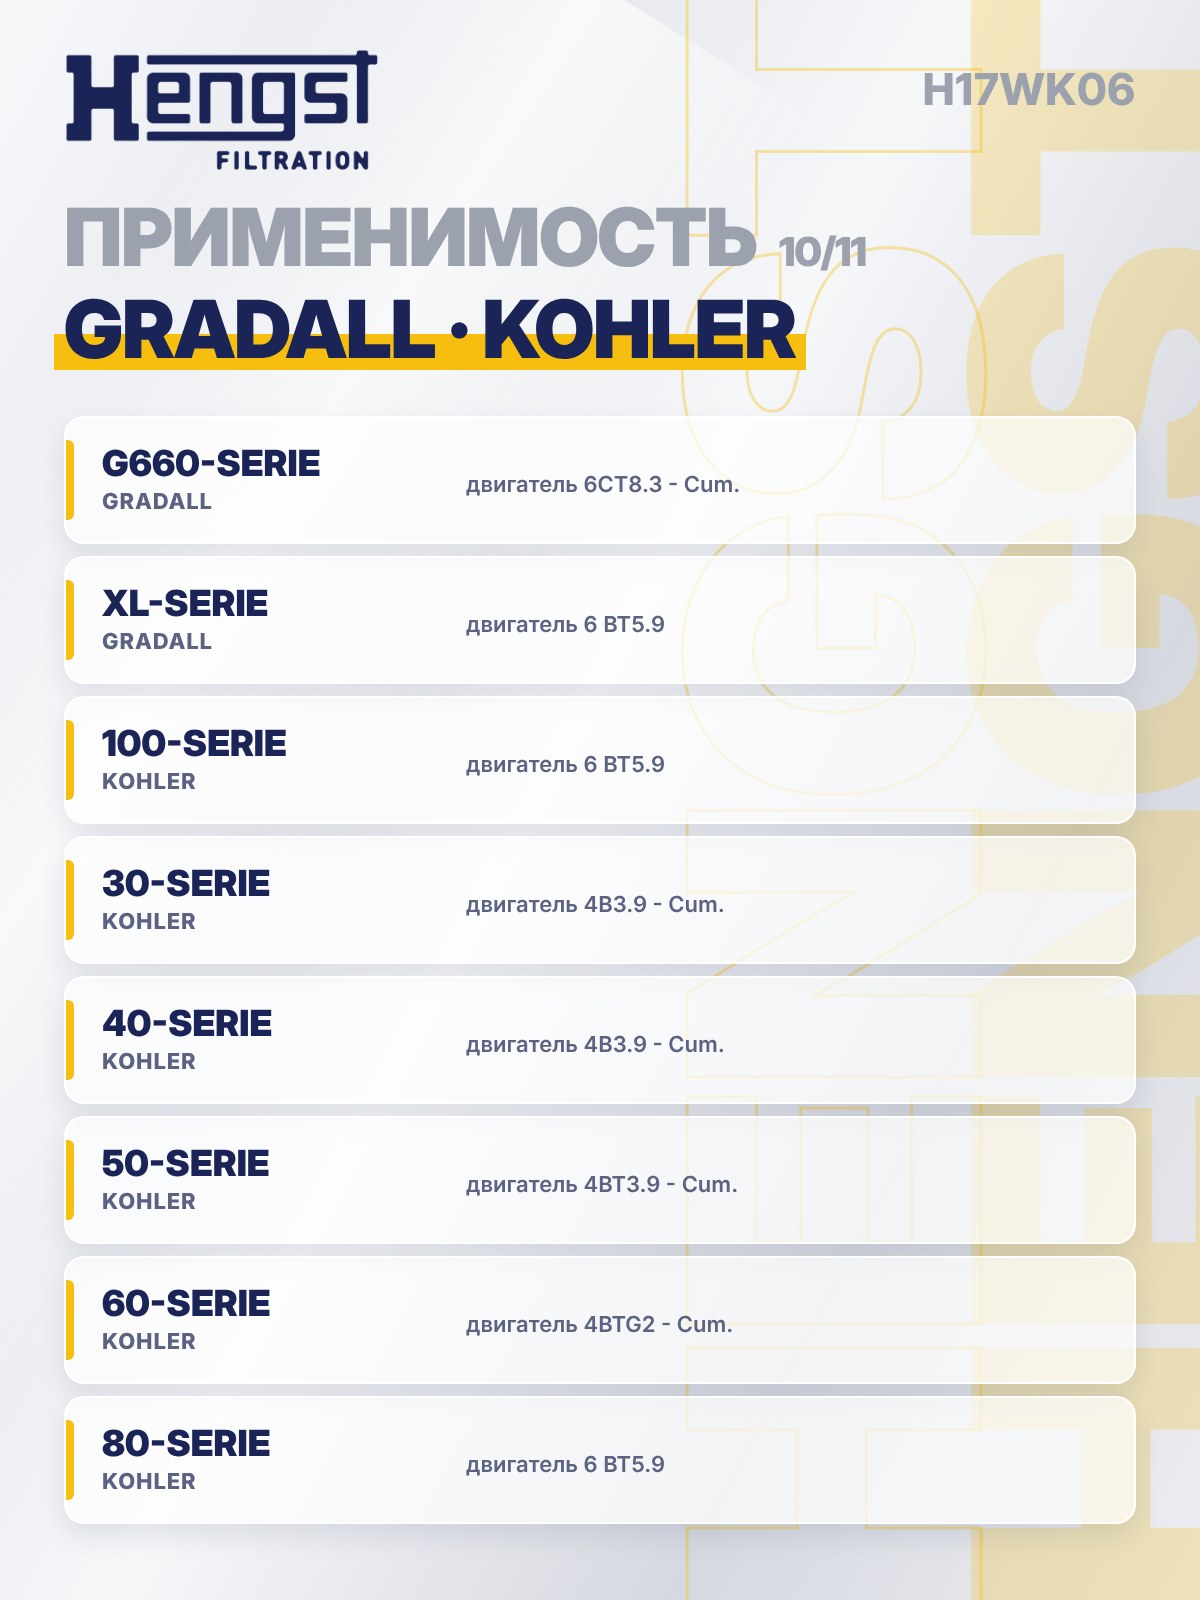 Hengst
FILTRATION
H17WK06
ПРИМЕНИМОСТЬ 10/11
GRADALL · KOHLER
G660-SERIE
GRADALL
двигатель 6CT8.3 - Cum.
XL-SERIE
GRADALL
двигатель 6 BT5.9
100-SERIE
KOHLER
двигатель 6 BT5.9
30-SERIE
KOHLER
двигатель 4B3.9 - Cum.
40-SERIE
KOHLER
двигатель 4B3.9 - Cum.
50-SERIE
KOHLER
двигатель 4BT3.9 - Cum.
60-SERIE
KOHLER
двигатель 4BTG2 - Cum.
80-SERIE
KOHLER
двигатель 6 BT5.9
HENGST
HENGST